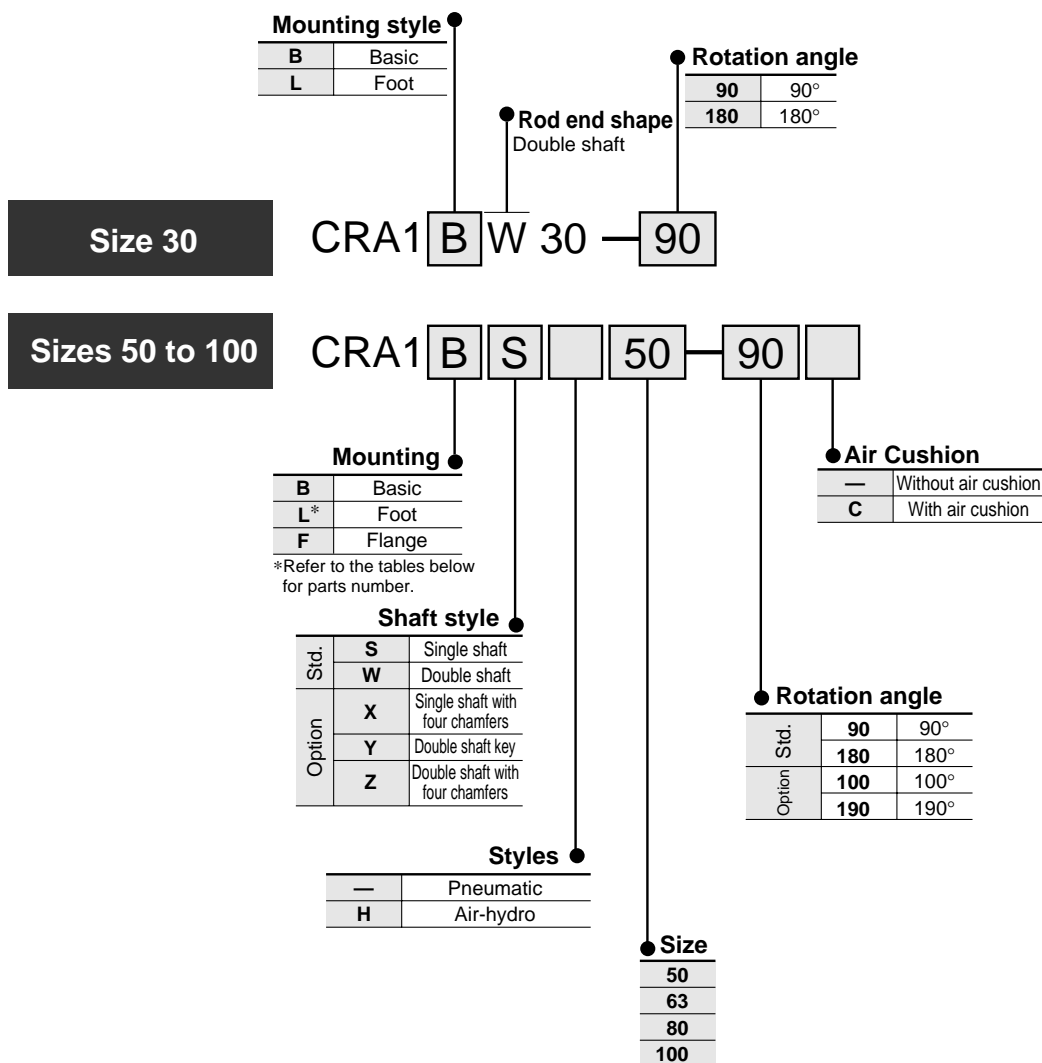 Mounting style
B Basic
L Foot
Rod end shape
Double shaft
Rotation angle
90 90°
180 180°
Size 30
CRA1 B W 30 — 90
Sizes 50 to 100
CRA1 B S 50 — 90
Mounting
B Basic
L* Foot
F Flange
*Refer to the tables below
for parts number.
Air Cushion
— Without air cushion
C With air cushion
Shaft style
Std.
S Single shaft
W Double shaft
Option
X Single shaft with
four chamfers
Y Double shaft key
Z Double shaft with
four chamfers
Rotation angle
Std.
90 90°
180 180°
Option
100 100°
190 190°
Styles
— Pneumatic
H Air-hydro
Size
50
63
80
100